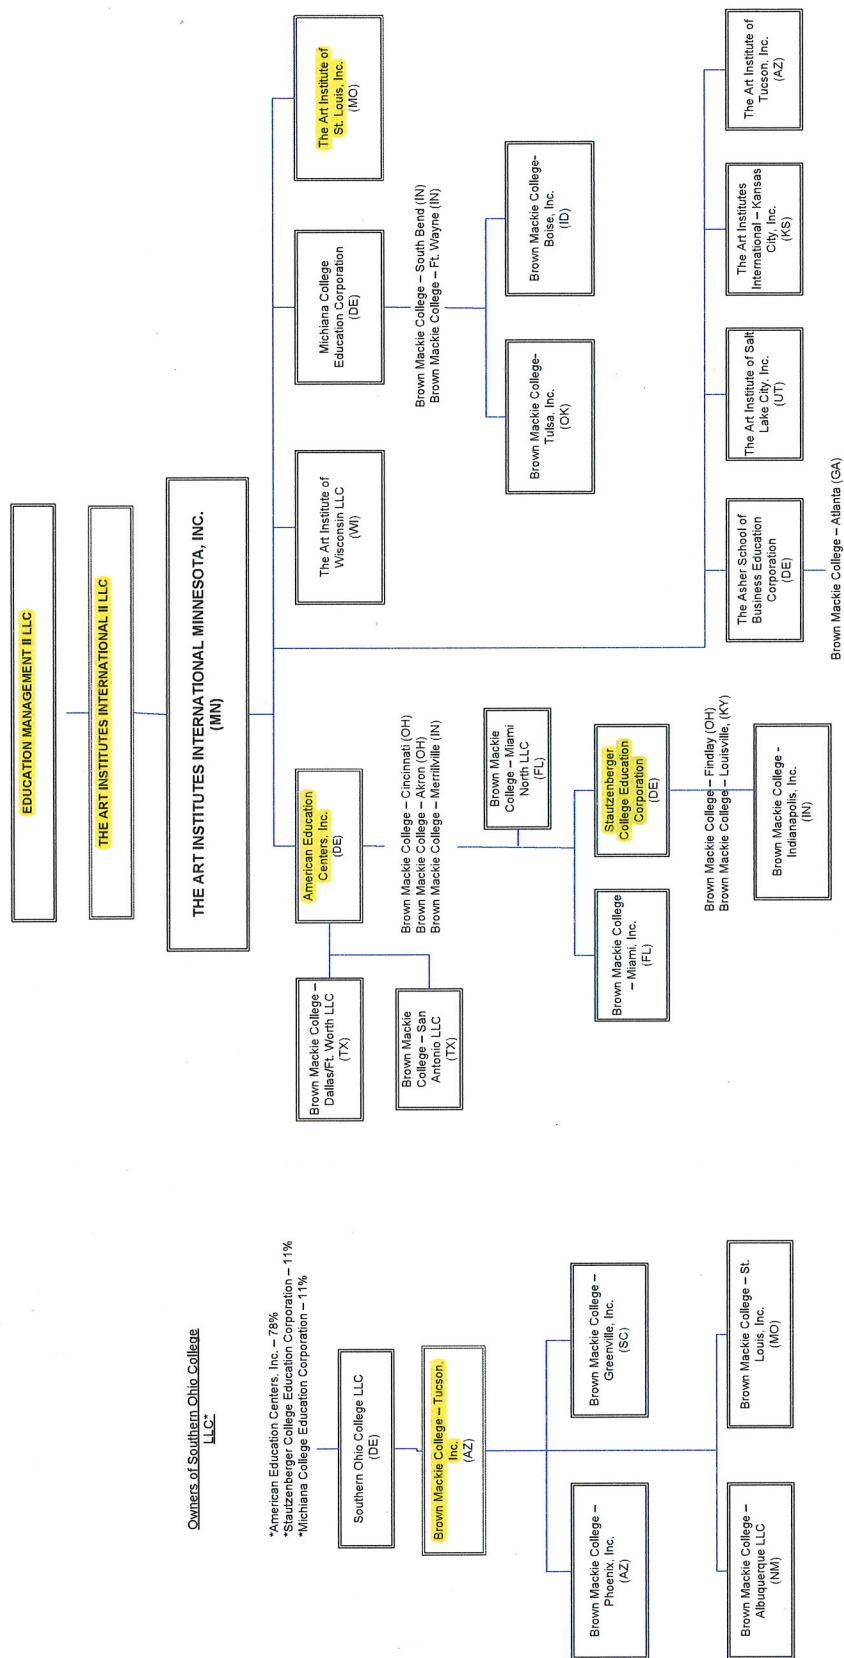 EDUCATION MANAGEMENT II LLC
THE ART INSTITUTES INTERNATIONAL II LLC
THE ART INSTITUTES INTERNATIONAL MINNESOTA, INC.
(MN)
Owners of Southern Ohio College
LLC*
*American Education Centers, Inc. – 78%
*Stautzenberger College Education Corporation – 11%
*Michiana College Education Corporation – 11%
Southern Ohio College LLC
(DE)
Brown Mackie College – Tucson,
Inc.
(AZ)
Brown Mackie College –
Phoenix, Inc.
(AZ)
Brown Mackie College –
Greenville, Inc.
(SC)
Brown Mackie College –
Albuquerque LLC
(NM)
Brown Mackie College – St.
Louis, Inc.
(MO)
Brown Mackie College –
Dallas/Ft. Worth LLC
(TX)
Brown Mackie
College – San
Antonio LLC
(TX)
American Education
Centers, Inc.
(DE)
Brown Mackie College – Cincinnati (OH)
Brown Mackie College – Akron (OH)
Brown Mackie College – Merrillville (IN)
Brown Mackie
College – Miami
North LLC
(FL)
Brown Mackie College
– Miami, Inc.
(FL)
Stautzenberger
College Education
Corporation
(DE)
Brown Mackie College – Findlay (OH)
Brown Mackie College – Louisville, (KY)
Brown Mackie College -
Indianapolis, Inc.
(IN)
The Art Institute of
Wisconsin LLC
(WI)
Michiana College
Education Corporation
(DE)
Brown Mackie College – South Bend (IN)
Brown Mackie College – Ft. Wayne (IN)
Brown Mackie College-
Tulsa, Inc.
(OK)
Brown Mackie College-
Boise, Inc.
(ID)
The Art Institute of
St. Louis, Inc.
(MO)
The Asher School of
Business Education
Corporation
(DE)
Brown Mackie College – Atlanta (GA)
The Art Institute of Salt
Lake City, Inc.
(UT)
The Art Institutes
International – Kansas
City, Inc.
(KS)
The Art Institute of
Tucson, Inc.
(AZ)